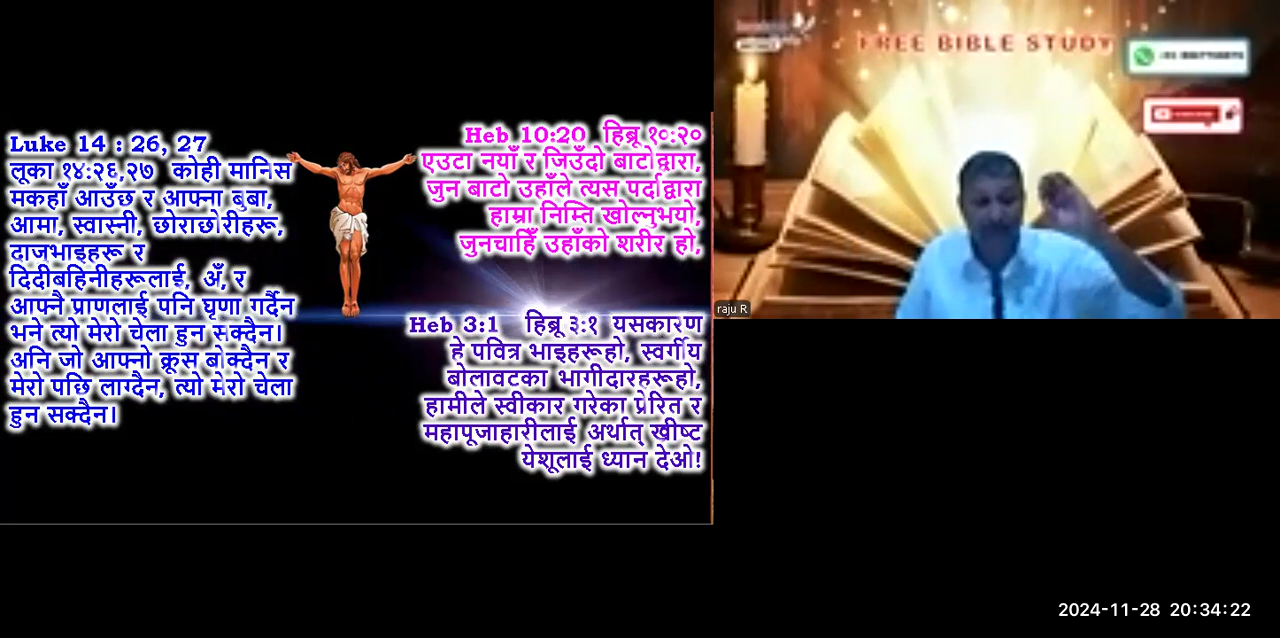 Luke 14 : 26, 27
लूका १४:२६,२७ कोही मानिस
मकहाँ आउँछ र आफ्ना बुबा,
आमा, स्वास्नी, छोराछोरीहरू,
दाजभाइहरू र
दिदीबहिनीहरूलाई, अँ, र
आफ्नै प्राणलाई पनि घृणा गर्दैन
भने त्यो मेरो चेला हुन सक्दैन।
अनि जो आफ्नो क्रूस बोक्दैन र
मेरो पछि लाग्दैन, त्यो मेरो चेला
हुन सक्दैन।
Heb 10:20 हिब्रू १०:२०
एउटा नयाँ र जिउँदो बाटोद्वारा,
जुन बाटो उहाँले त्यस पर्दाद्वारा
हाम्रा निम्ति खोल्नुभयो,
जुनचाहिँ उहाँको शरीर हो,
Heb 3:1 हिब्रू ३:१ यसकारण
हे पवित्र भाइहरूहो, स्वर्गीय
बोलावटका भागीदारहरूहो,
हामीले स्वीकार गरेका प्रेरित र
महापूजाहारीलाई अर्थात् ख्रीष्ट
येशूलाई ध्यान देओ!
FREE BIBLE STUDY
raju R
2024-11-28 20:34:22